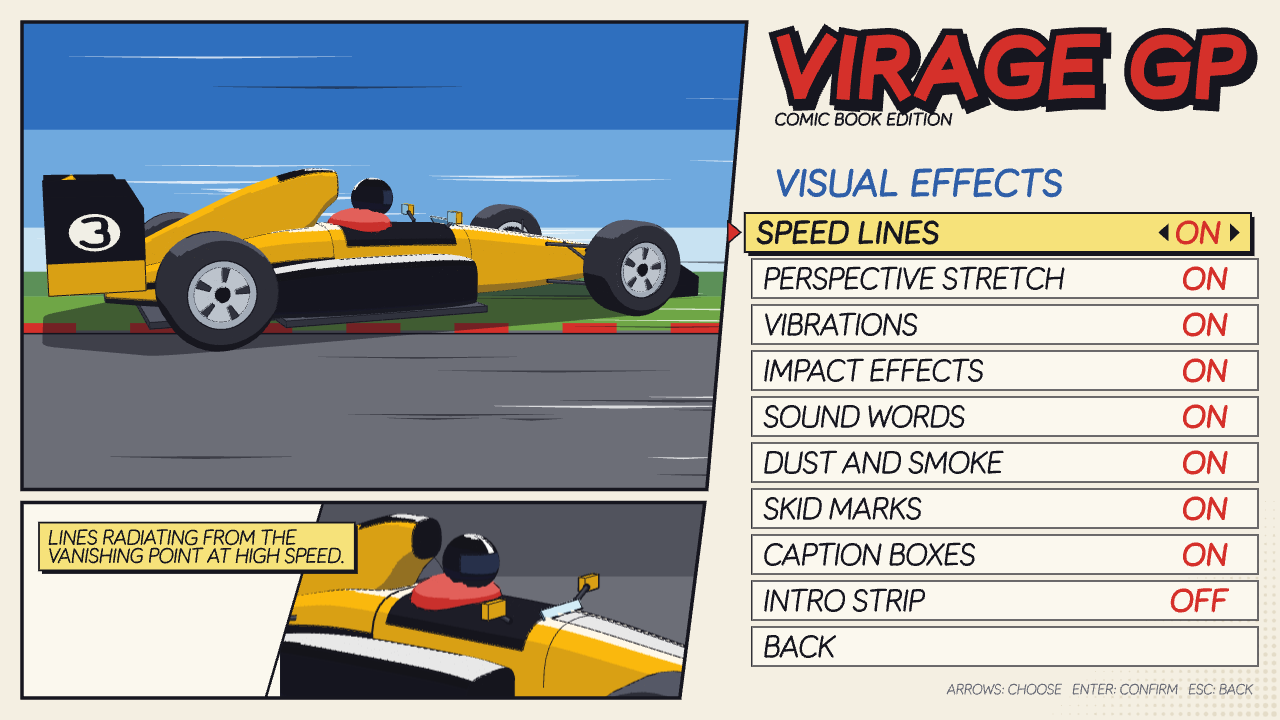 VIRAGE GP
COMIC BOOK EDITION
VISUAL EFFECTS
SPEED LINES ON
PERSPECTIVE STRETCH ON
VIBRATIONS ON
IMPACT EFFECTS ON
SOUND WORDS ON
DUST AND SMOKE ON
SKID MARKS ON
CAPTION BOXES ON
INTRO STRIP OFF
BACK
3
LINES RADIATING FROM THE
VANISHING POINT AT HIGH SPEED.
ARROWS: CHOOSE ENTER: CONFIRM ESC: BACK